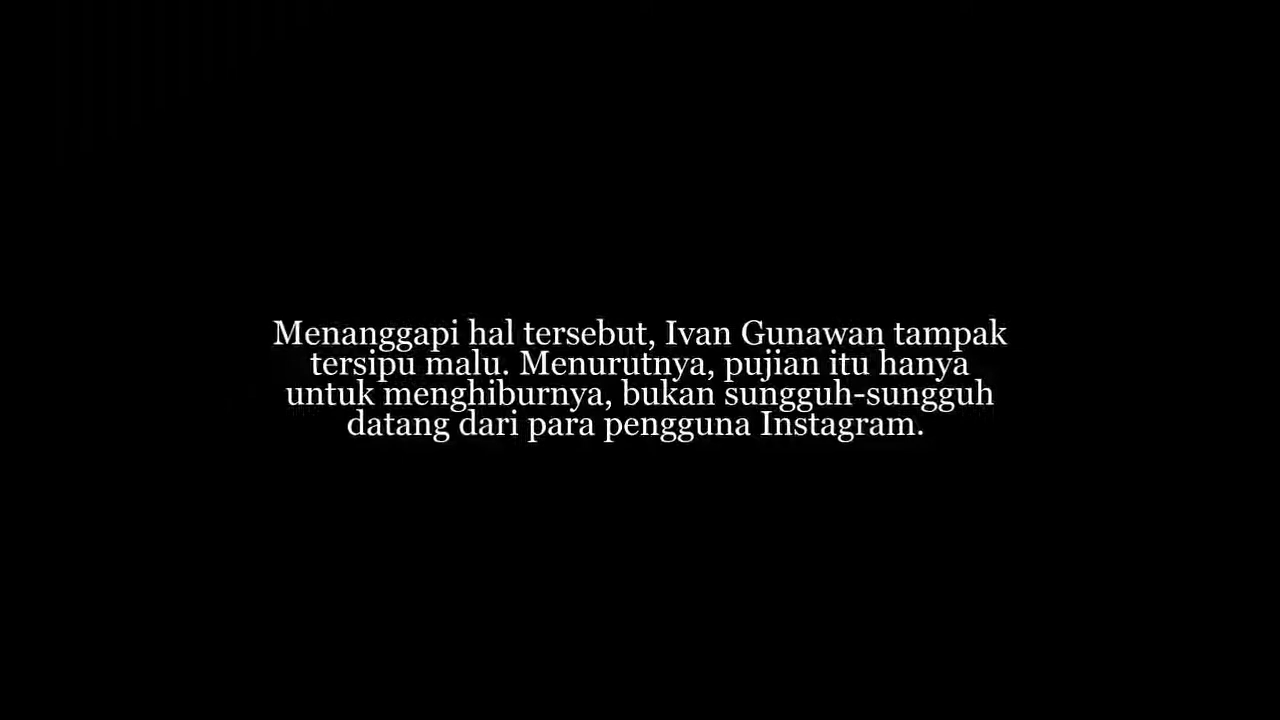 Menanggapi hal tersebut, Ivan Gunawan tampak
tersipu malu. Menurutnya, pujian itu hanya
untuk menghiburnya, bukan sungguh-sungguh
datang dari para pengguna Instagram.